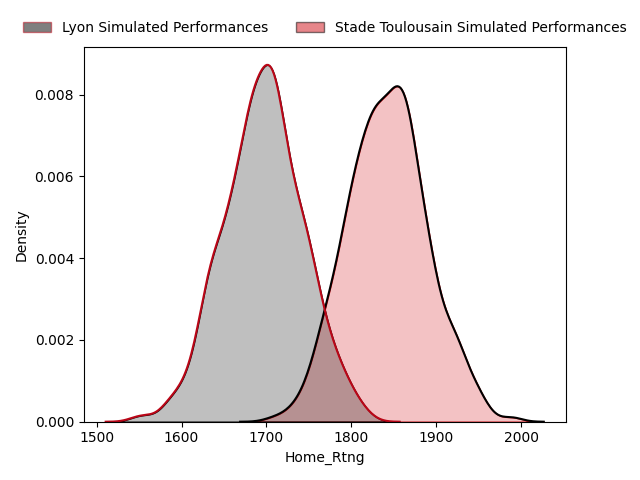 Lyon Simulated Performances Stade Toulousain Simulated Performances
0.008
0.006
0.004
0.002
0.000
Density
1500 1600 1700 1800 1900 2000
Home_Rtng